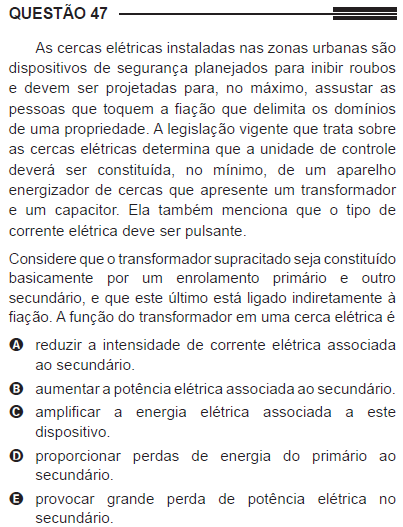 QUESTÃO 47
As cercas elétricas instaladas nas zonas urbanas são
dispositivos de segurança planejados para inibir roubos
e devem ser projetadas para, no máximo, assustar as
pessoas que toquem a fiação que delimita os domínios
de uma propriedade. A legislação vigente que trata sobre
as cercas elétricas determina que a unidade de controle
deverá ser constituída, no mínimo, de um aparelho
energizador de cercas que apresente um transformador
e um capacitor. Ela também menciona que o tipo de
corrente elétrica deve ser pulsante.
Considere que o transformador supracitado seja constituído
basicamente por um enrolamento primário e outro
secundário, e que este último está ligado indiretamente à
fiação. A função do transformador em uma cerca elétrica é
A reduzir a intensidade de corrente elétrica associada
ao secundário.
B aumentar a potência elétrica associada ao secundário.
C amplificar a energia elétrica associada a este
dispositivo.
D proporcionar perdas de energia do primário ao
secundário.
E provocar grande perda de potência elétrica no
secundário.